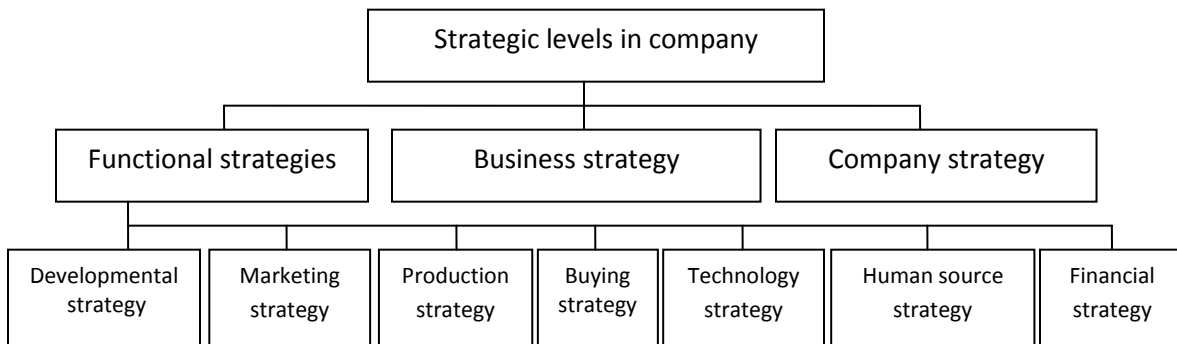 Strategic levels in company
Functional strategies
Business strategy
Company strategy
Developmental
strategy
Marketing
strategy
Production
strategy
Buying
strategy
Technology
strategy
Human source
strategy
Financial
strategy